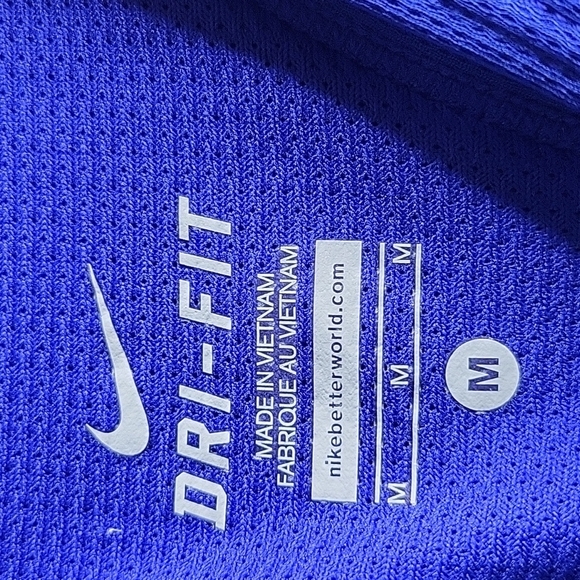 DRI-FIT
MADE IN VIETNAM
FABRIQUE AU VIETNAM
nikebetterworld.com
M M M
M